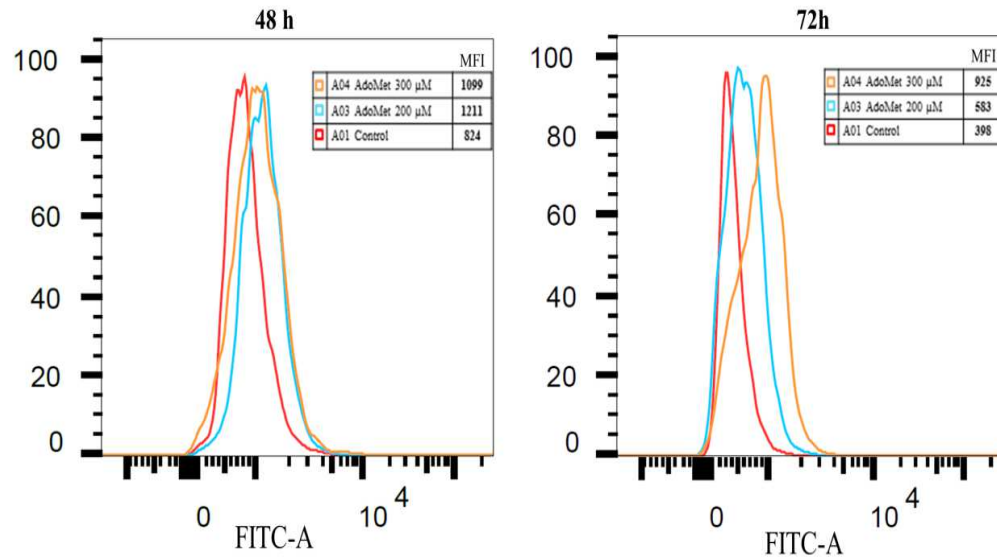 48 h
MFI
A04 AdoMet 300 µM 1099
A03 AdoMet 200 µM 1211
A01 Control 824
100
80
60
40
20
0
0 10 4
FITC-A
72h
MFI
A04 AdoMet 300 µM 925
A03 AdoMet 200 µM 583
A01 Control 398
100
80
60
40
20
0
0 10 4
FITC-A